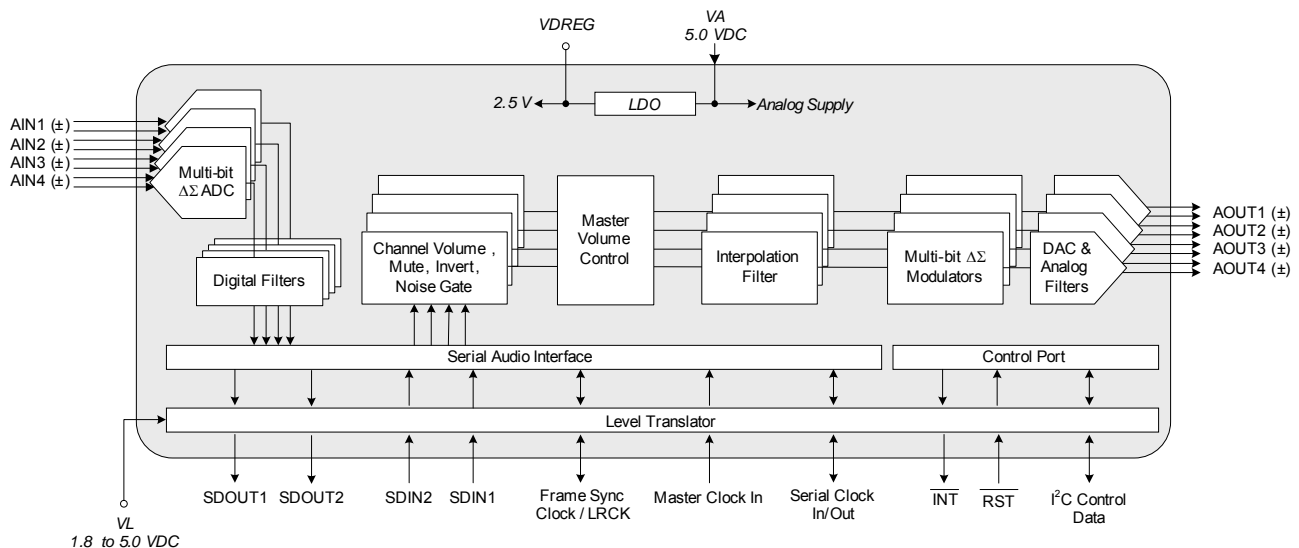 VDREG
VA
5.0 VDC
2.5 V
LDO
Analog Supply
AIN1 (±)
AIN2 (±)
AIN3 (±)
AIN4 (±)
Multi-bit
ΔΣ ADC
Digital Filters
Channel Volume ,
Mute, Invert,
Noise Gate
Master
Volume
Control
Interpolation
Filter
Multi-bit ΔΣ
Modulators
DAC &
Analog
Filters
AOUT1 (±)
AOUT2 (±)
AOUT3 (±)
AOUT4 (±)
Serial Audio Interface
Control Port
Level Translator
SDOUT1
SDOUT2
SDIN2
SDIN1
Frame Sync
Clock / LRCK
Master Clock In
Serial Clock
In/Out
INT
RST
I²C Control
Data
VL
1.8 to 5.0 VDC